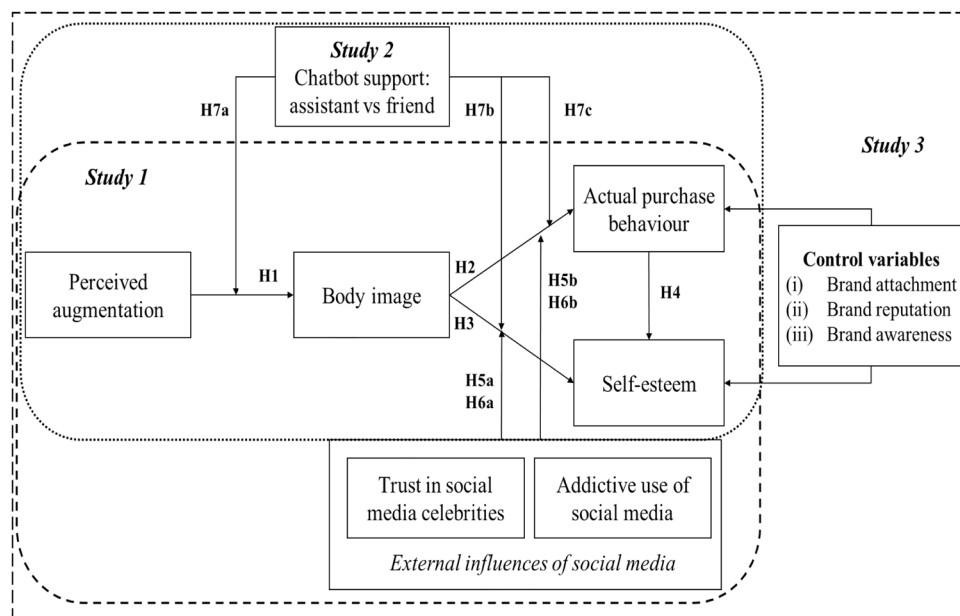 Study 2
Chatbot support:
assistant vs friend
H7a
H7b
H7c
Study 1
Study 3
Actual purchase
behaviour
Perceived
augmentation
H1
Body image
H2
H3
H5b
H6b
H4
Control variables
(i) Brand attachment
(ii) Brand reputation
(iii) Brand awareness
H5a
H6a
Self-esteem
Trust in social
media celebrities
Addictive use of
social media
External influences of social media